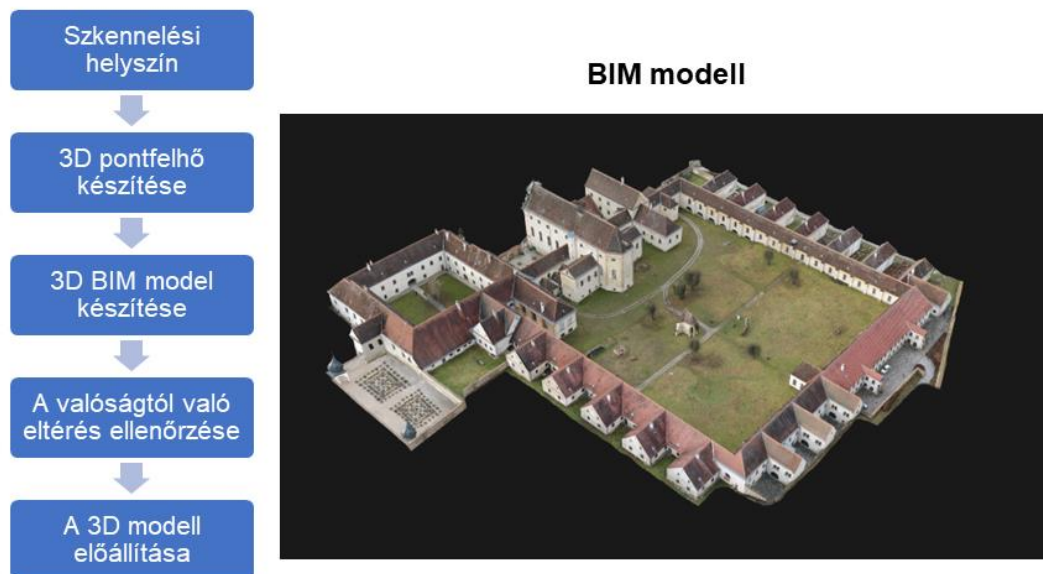 Szkennelési
helyszín
BIM modell
3D pontfelhő
készítése
3D BIM model
készítése
A valóságtól való
eltérés ellenőrzése
A 3D modell
előállítása